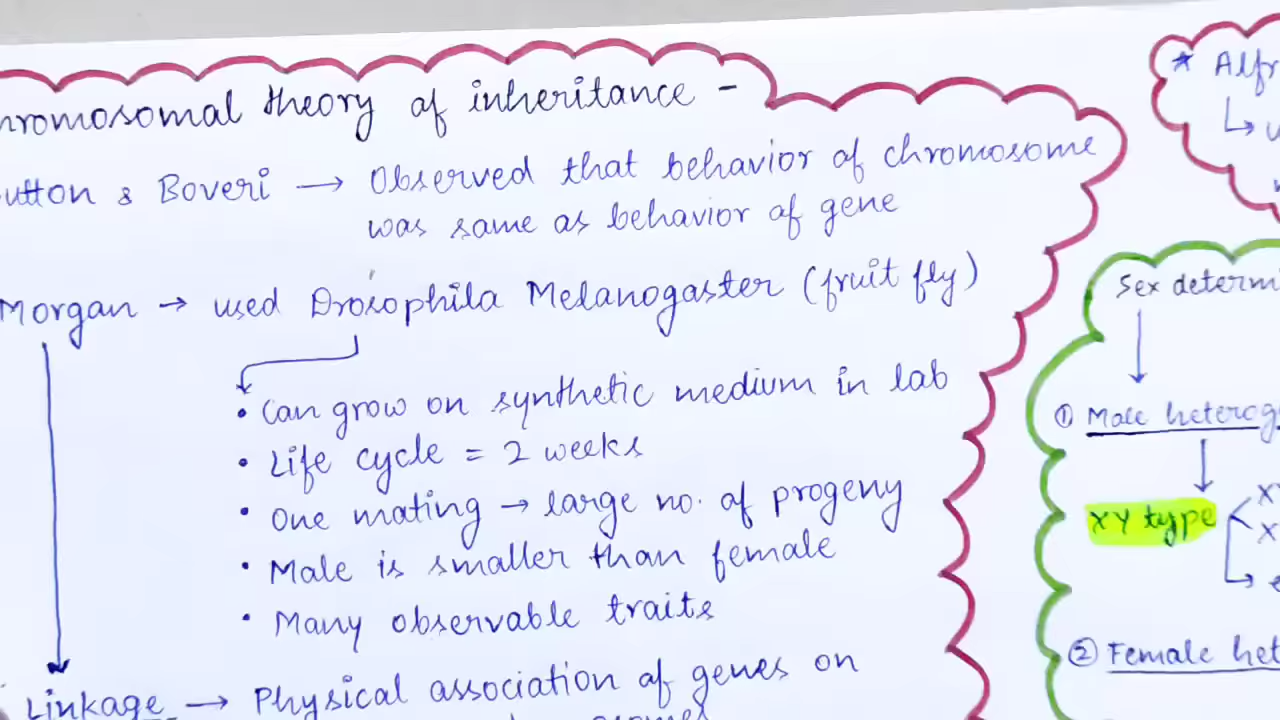 hromosomal theory of inheritance -
utton & Boveri → Observed that behavior of chromosome
was same as behavior of gene
Morgan → used Drosophila Melanogaster (fruit fly)
• Can grow on synthetic medium in lab
• Life cycle = 2 weeks
• One mating → large no. of progeny
• Male is smaller than female
• Many observable traits
Linkage → Physical association of genes on
* Alfr
Sex determi
① Male heterog
XY type
② Female het